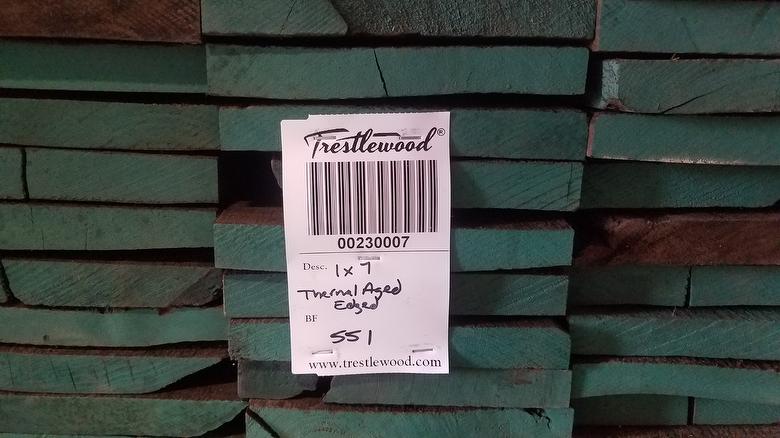 Trestlewood®
00230007
Desc. 1x7
Thermal Aged
Edged
BF
551
www.trestlewood.com